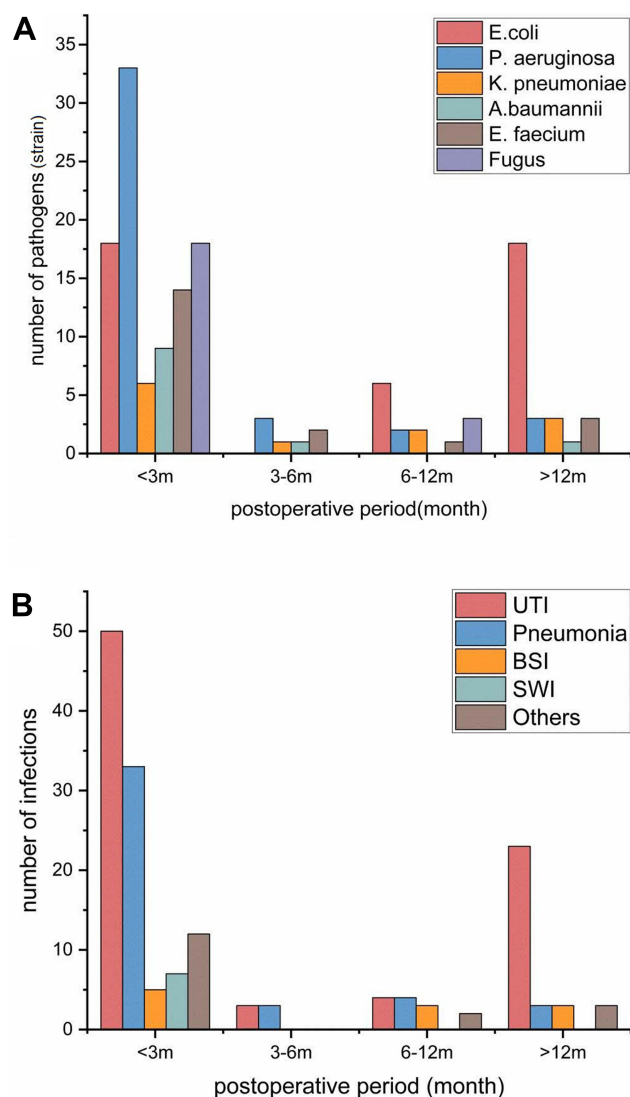 A
E.coli
P. aeruginosa
K. pneumoniae
A.baumannii
E. faecium
Fugus
35
30
25
20
15
10
5
0
number of pathogens (strain)
<3m
3-6m
6-12m
>12m
postoperative period(month)
B
UTI
Pneumonia
BSI
SWI
Others
50
40
30
20
10
0
number of infections
<3m
3-6m
6-12m
>12m
postoperative period (month)